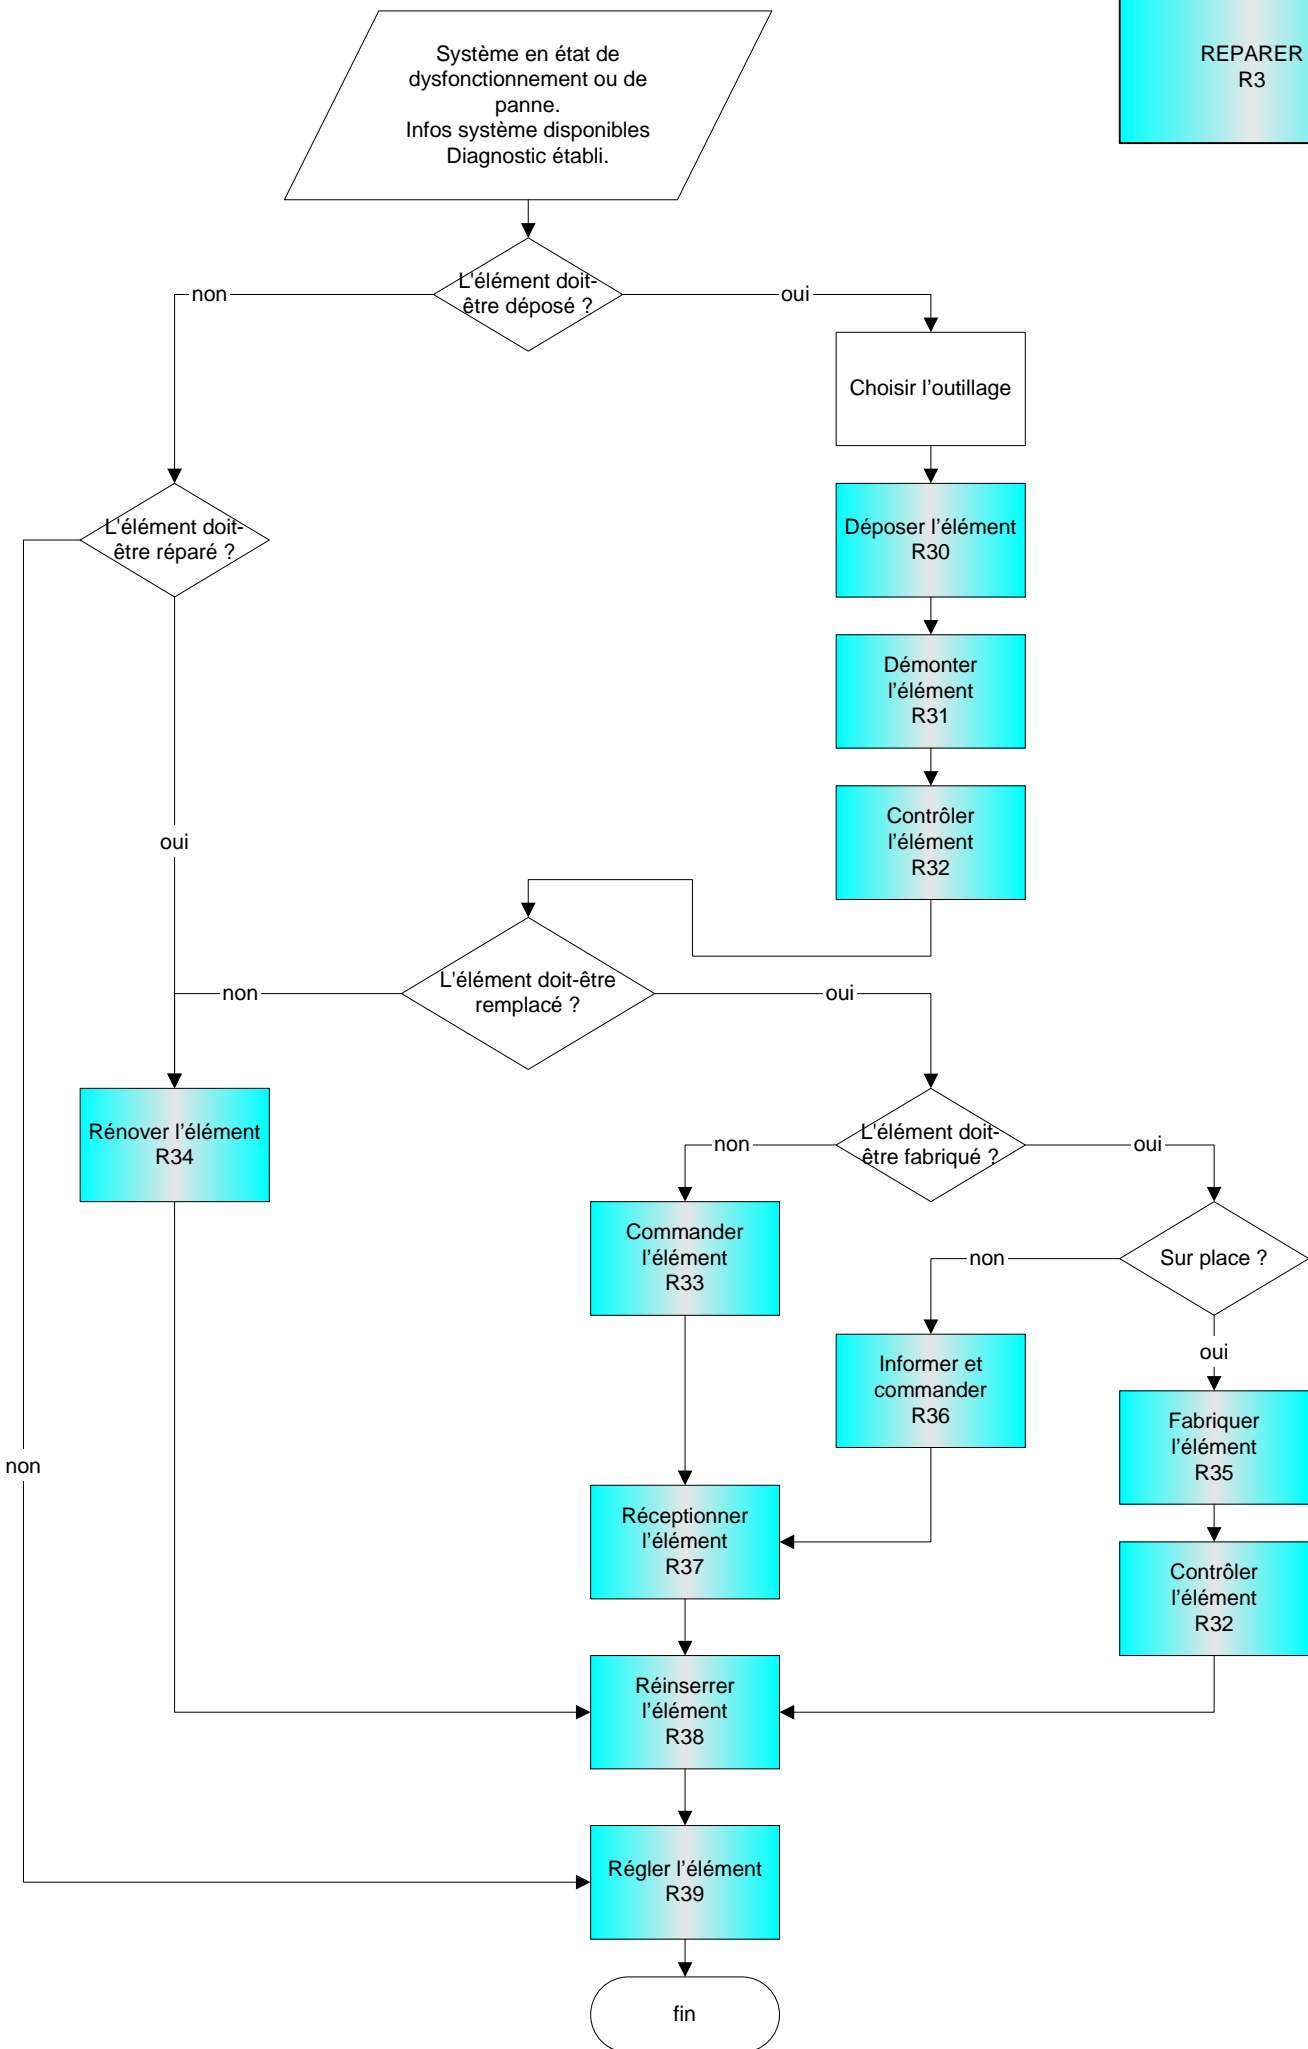 REPARER
R3
Système en état de
dysfonctionnement ou de
panne.
Infos système disponibles
Diagnostic établi.
L'élément doit-
être déposé ?
non
oui
Choisir l’outillage
Déposer l’élément
R30
L'élément doit-
être réparé ?
Démonter
l’élément
R31
Contrôler
l’élément
R32
oui
L'élément doit-être
remplacé ?
non
oui
Rénover l’élément
R34
L'élément doit-
être fabriqué ?
non
oui
Commander
l’élément
R33
Sur place ?
non
oui
Informer et
commander
R36
Fabriquer
l’élément
R35
non
Réceptionner
l’élément
R37
Contrôler
l’élément
R32
Réinserrer
l’élément
R38
Régler l’élément
R39
fin